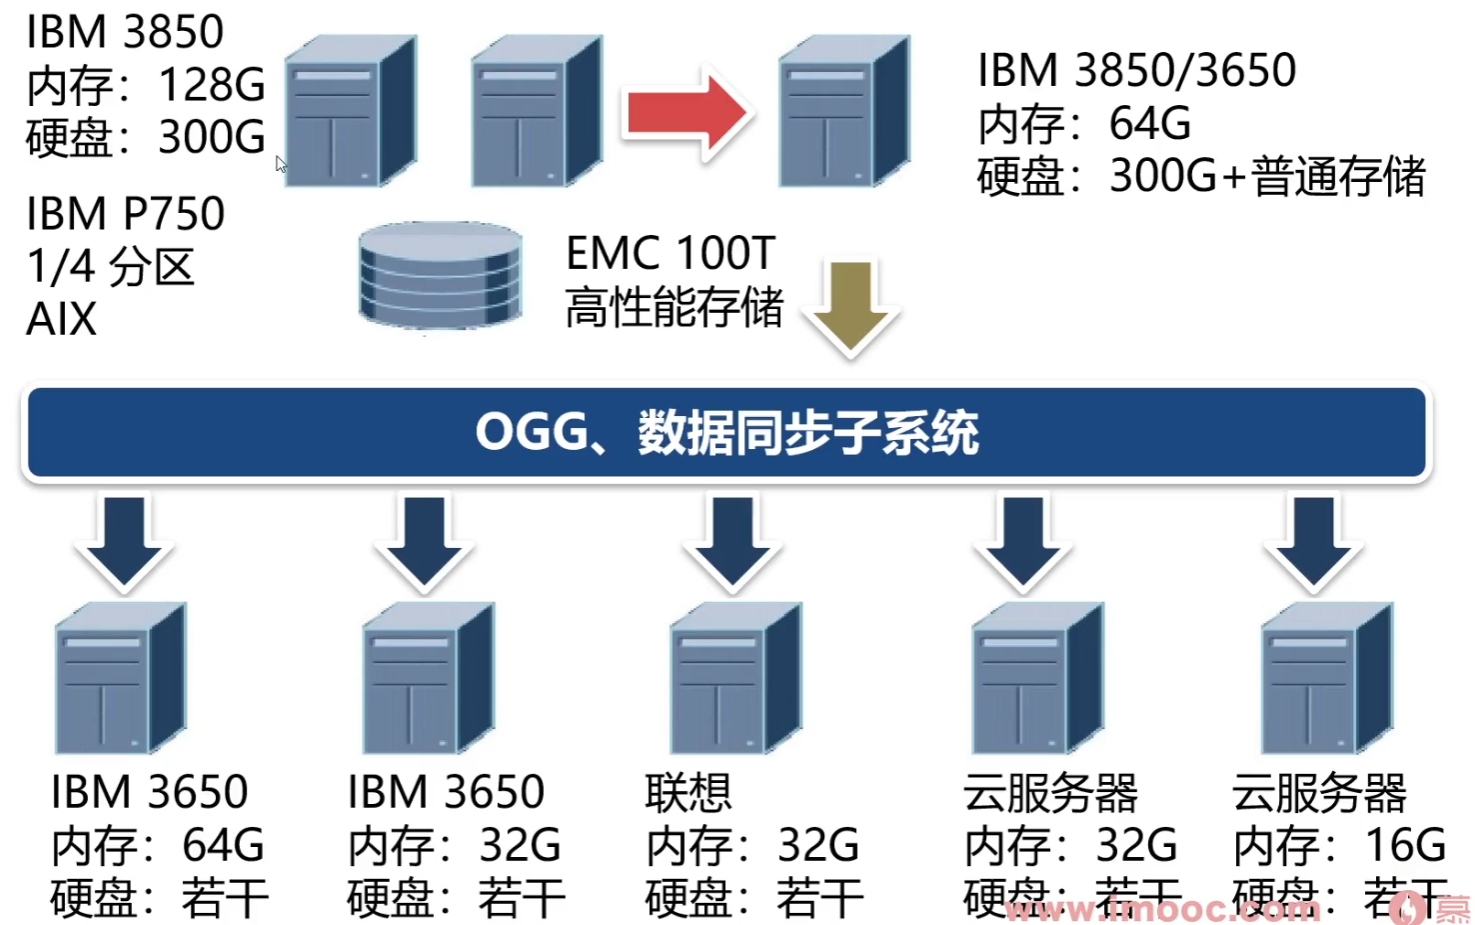 IBM 3850
内存：128G
硬盘：300G
IBM P750
1/4 分区
AIX
EMC 100T
高性能存储
IBM 3850/3650
内存：64G
硬盘：300G+普通存储
OGG、数据同步子系统
IBM 3650
内存：64G
硬盘：若干
IBM 3650
内存：32G
硬盘：若干
联想
内存：32G
硬盘：若干
云服务器
内存：32G
硬盘：若干
云服务器
内存：16G
硬盘：若干
www.imooc.com
慕